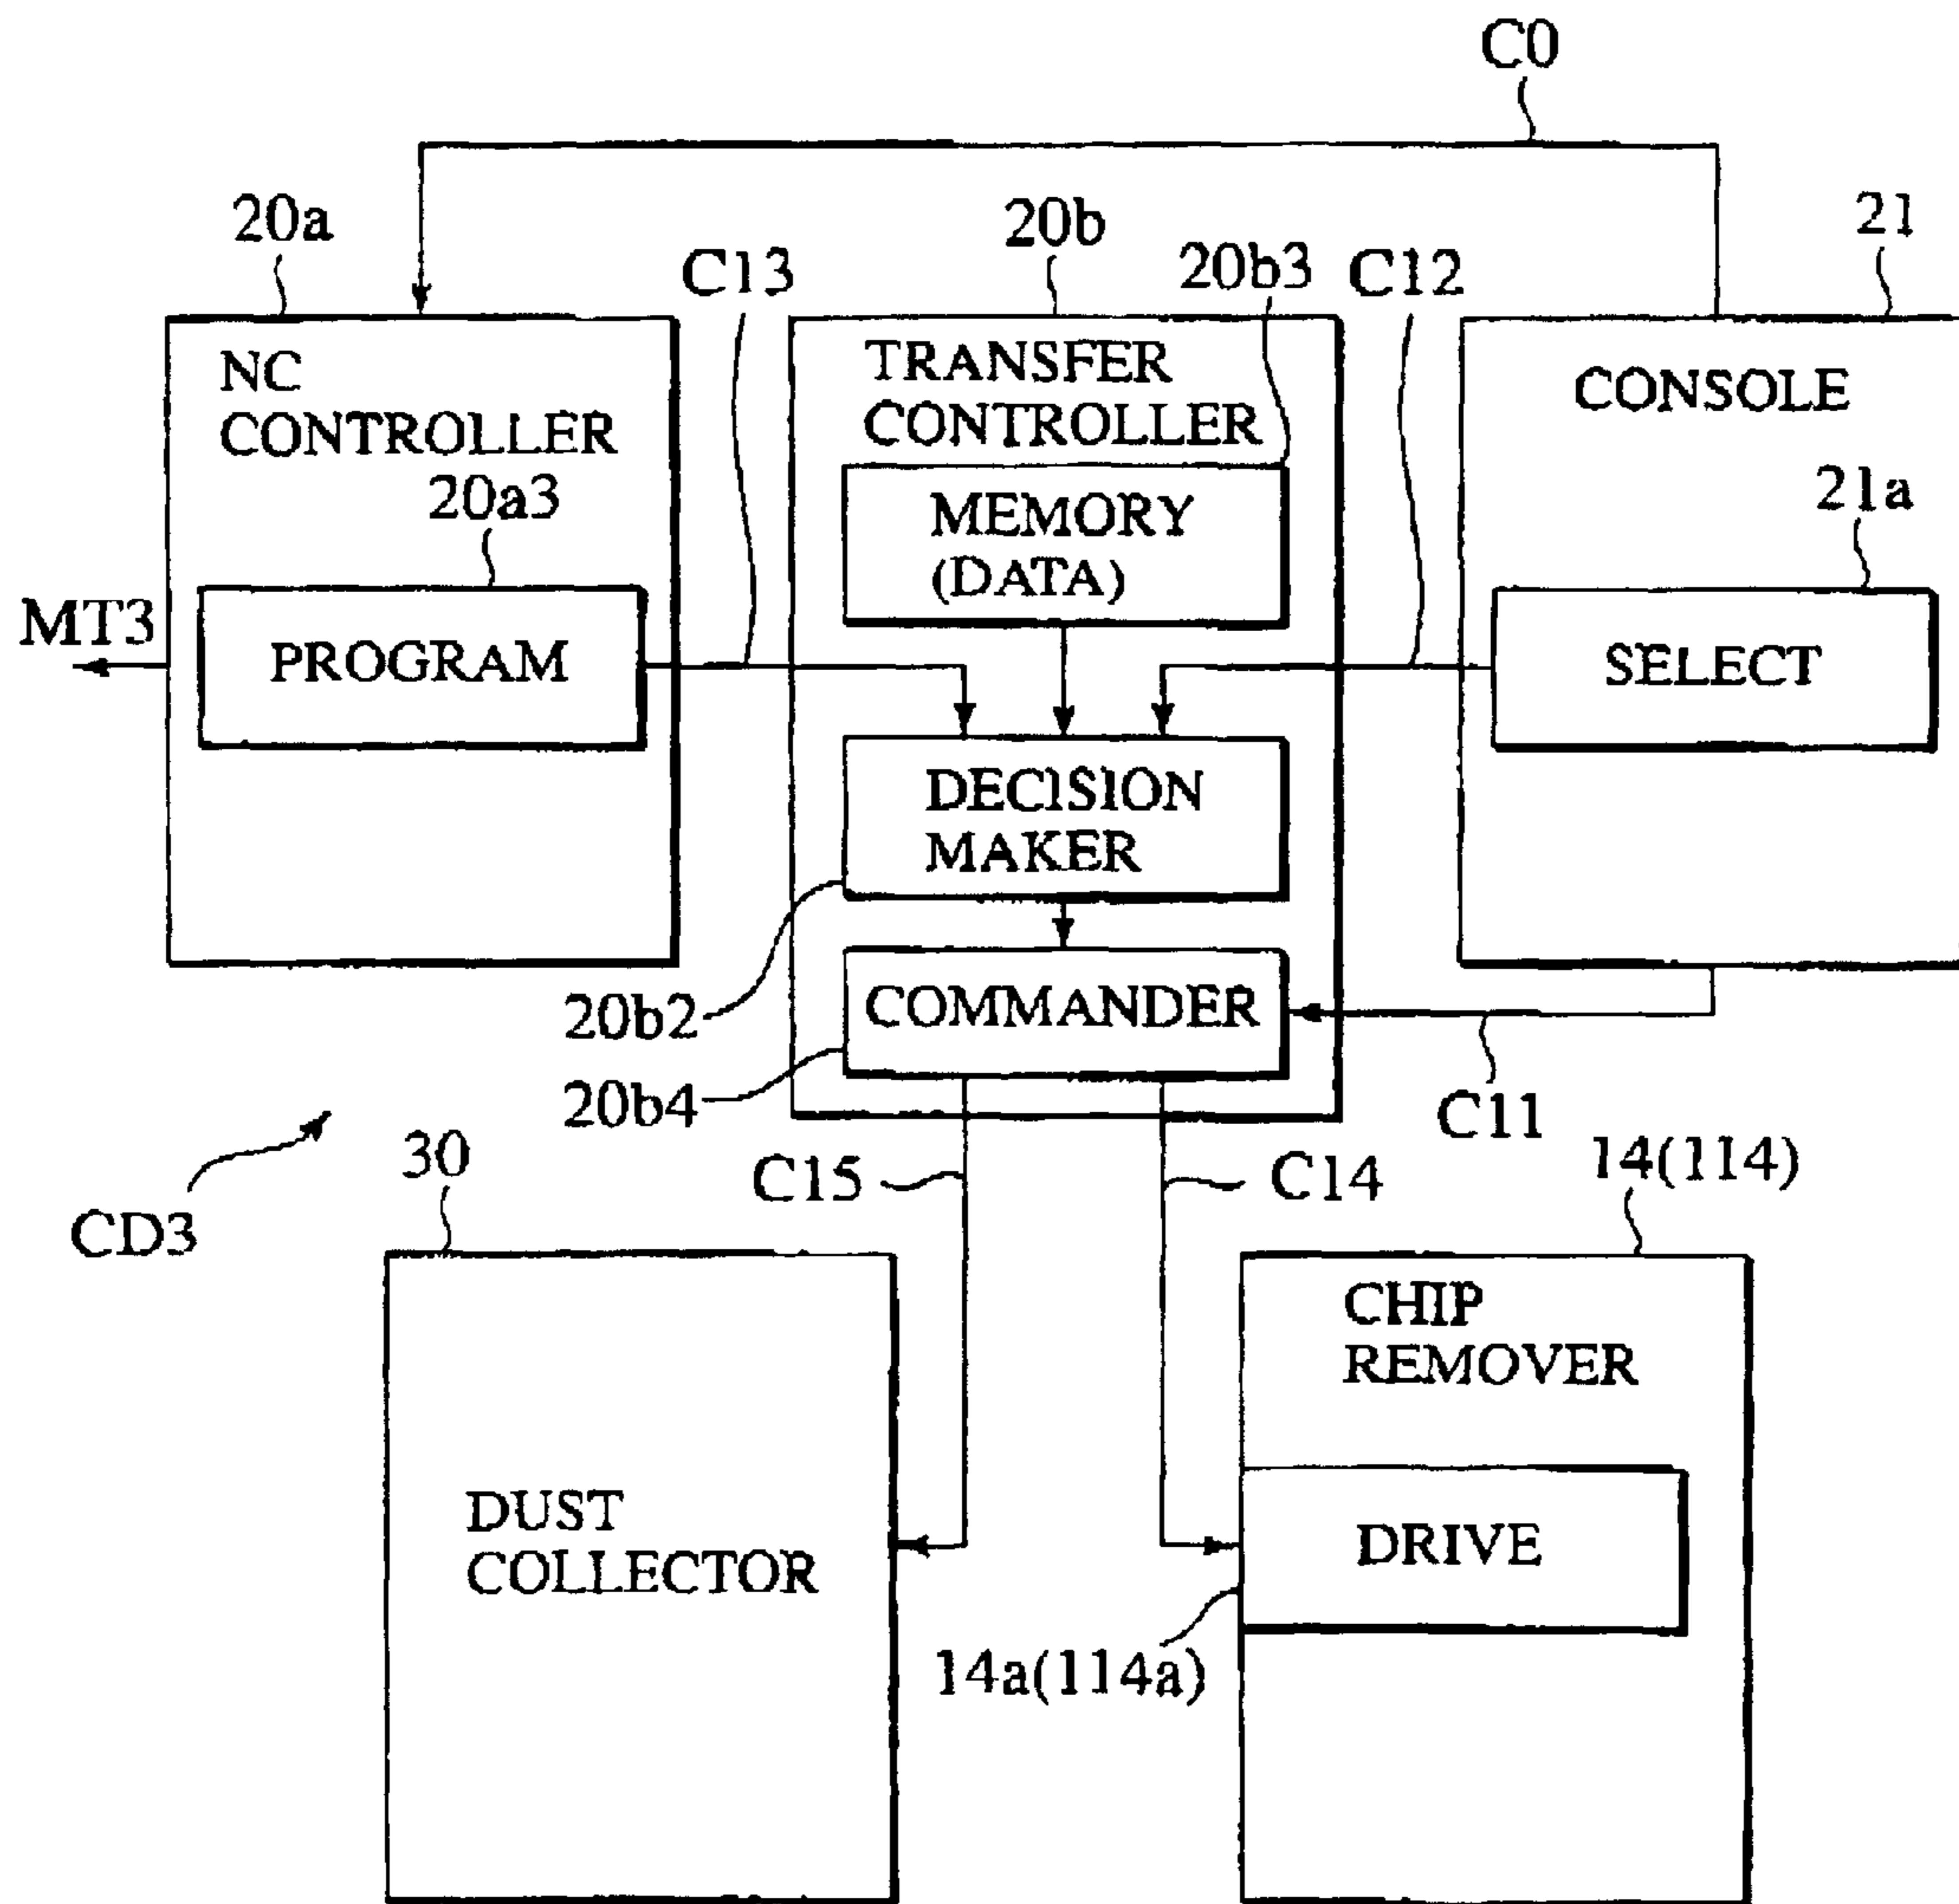 C0
20a
20b
21
C13
20b3
C12
NC
CONTROLLER
TRANSFER
CONTROLLER
CONSOLE
20a3
MEMORY
(DATA)
21a
MT3
PROGRAM
SELECT
DECISION
MAKER
20b2
COMMANDER
20b4
C11
CD3
30
C15
C14
14(114)
CHIP
REMOVER
DUST
COLLECTOR
DRIVE
14a(114a)